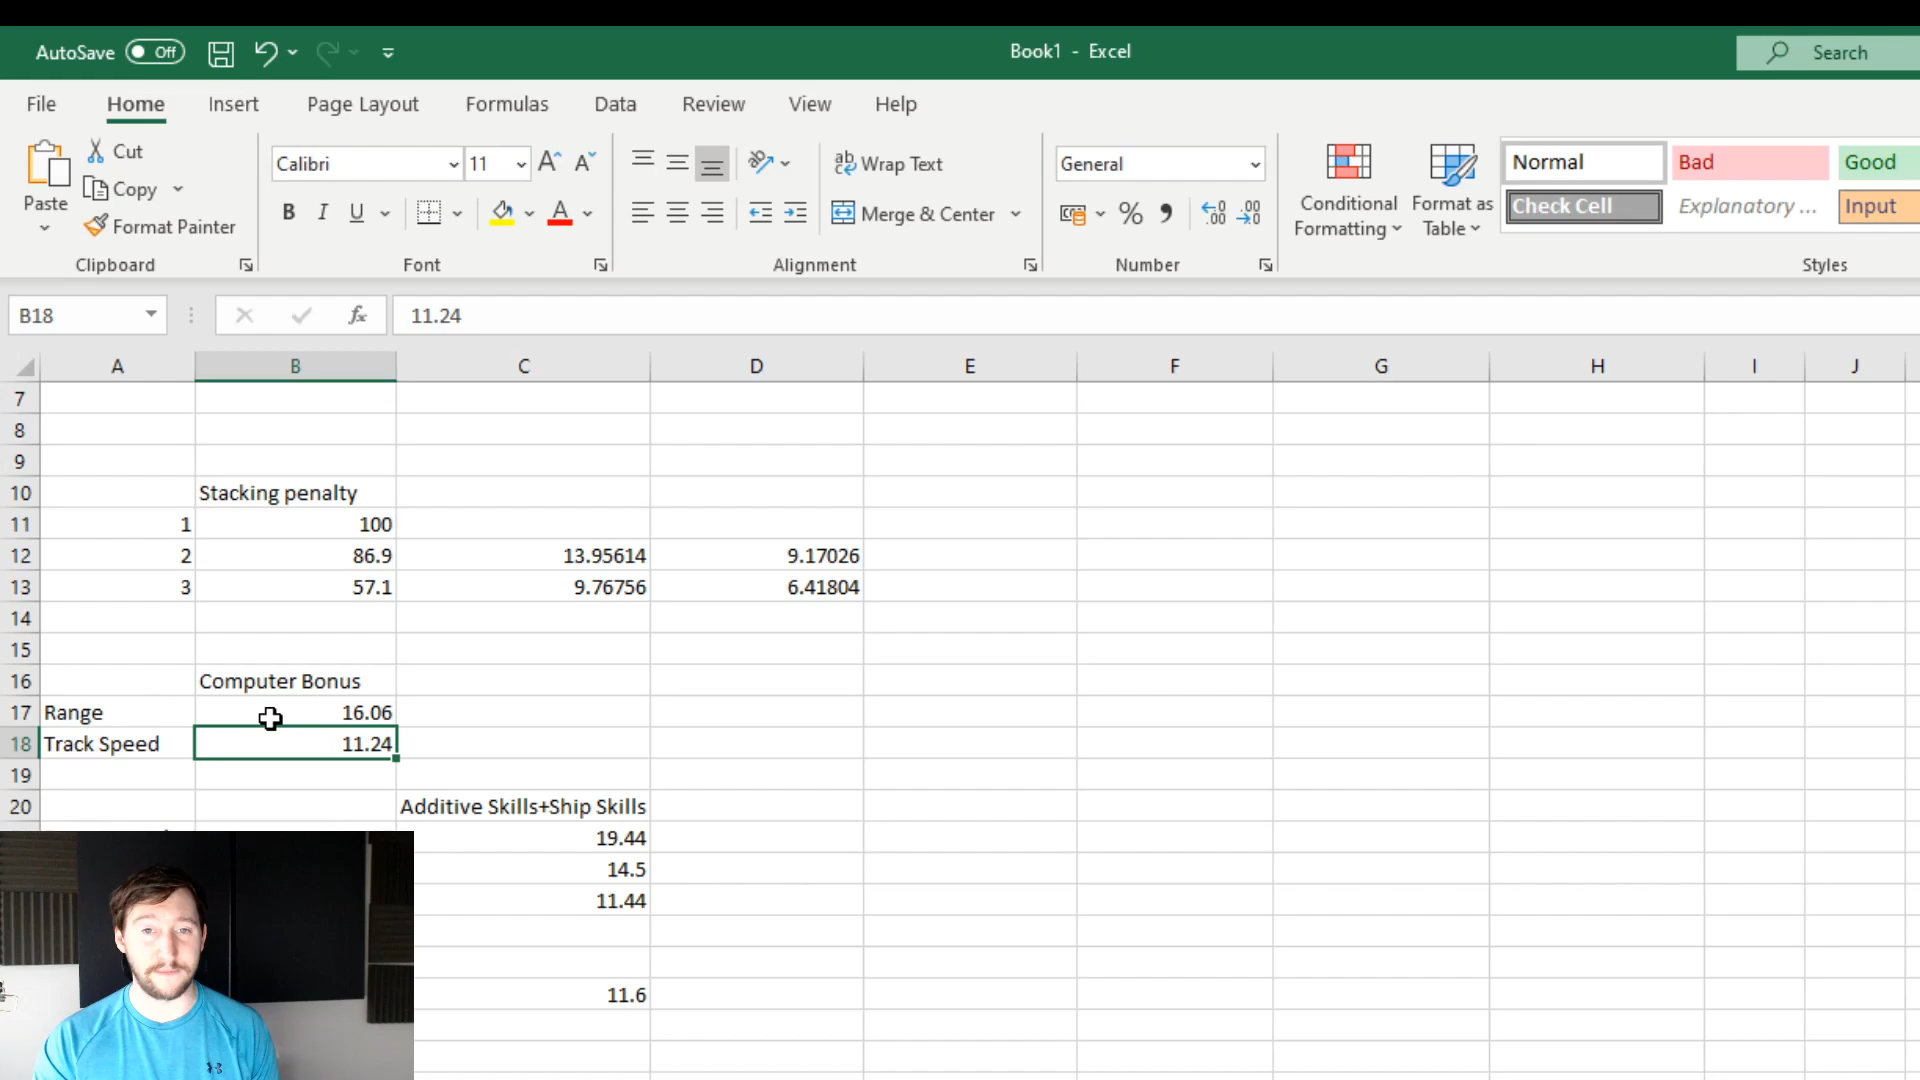 AutoSave Off
Book1 - Excel
Search
File Home Insert Page Layout Formulas Data Review View Help
Paste
Cut
Copy
Format Painter
Clipboard
Calibri 11
B I U
A A A
Font
ab Wrap Text
Merge & Center
Alignment
General
% 9
.00 .00
Number
Conditional Formatting
Format as Table
Normal Bad Good
Check Cell Explanatory ... Input
Styles
B18 fx 11.24
A B C D E F G H I J
7
8
9
10 Stacking penalty
11 1 100
12 2 86.9 13.95614 9.17026
13 3 57.1 9.76756 6.41804
14
15
16 Computer Bonus
17 Range 16.06
18 Track Speed 11.24
19
20 Additive Skills+Ship Skills
19.44
14.5
11.44
11.6